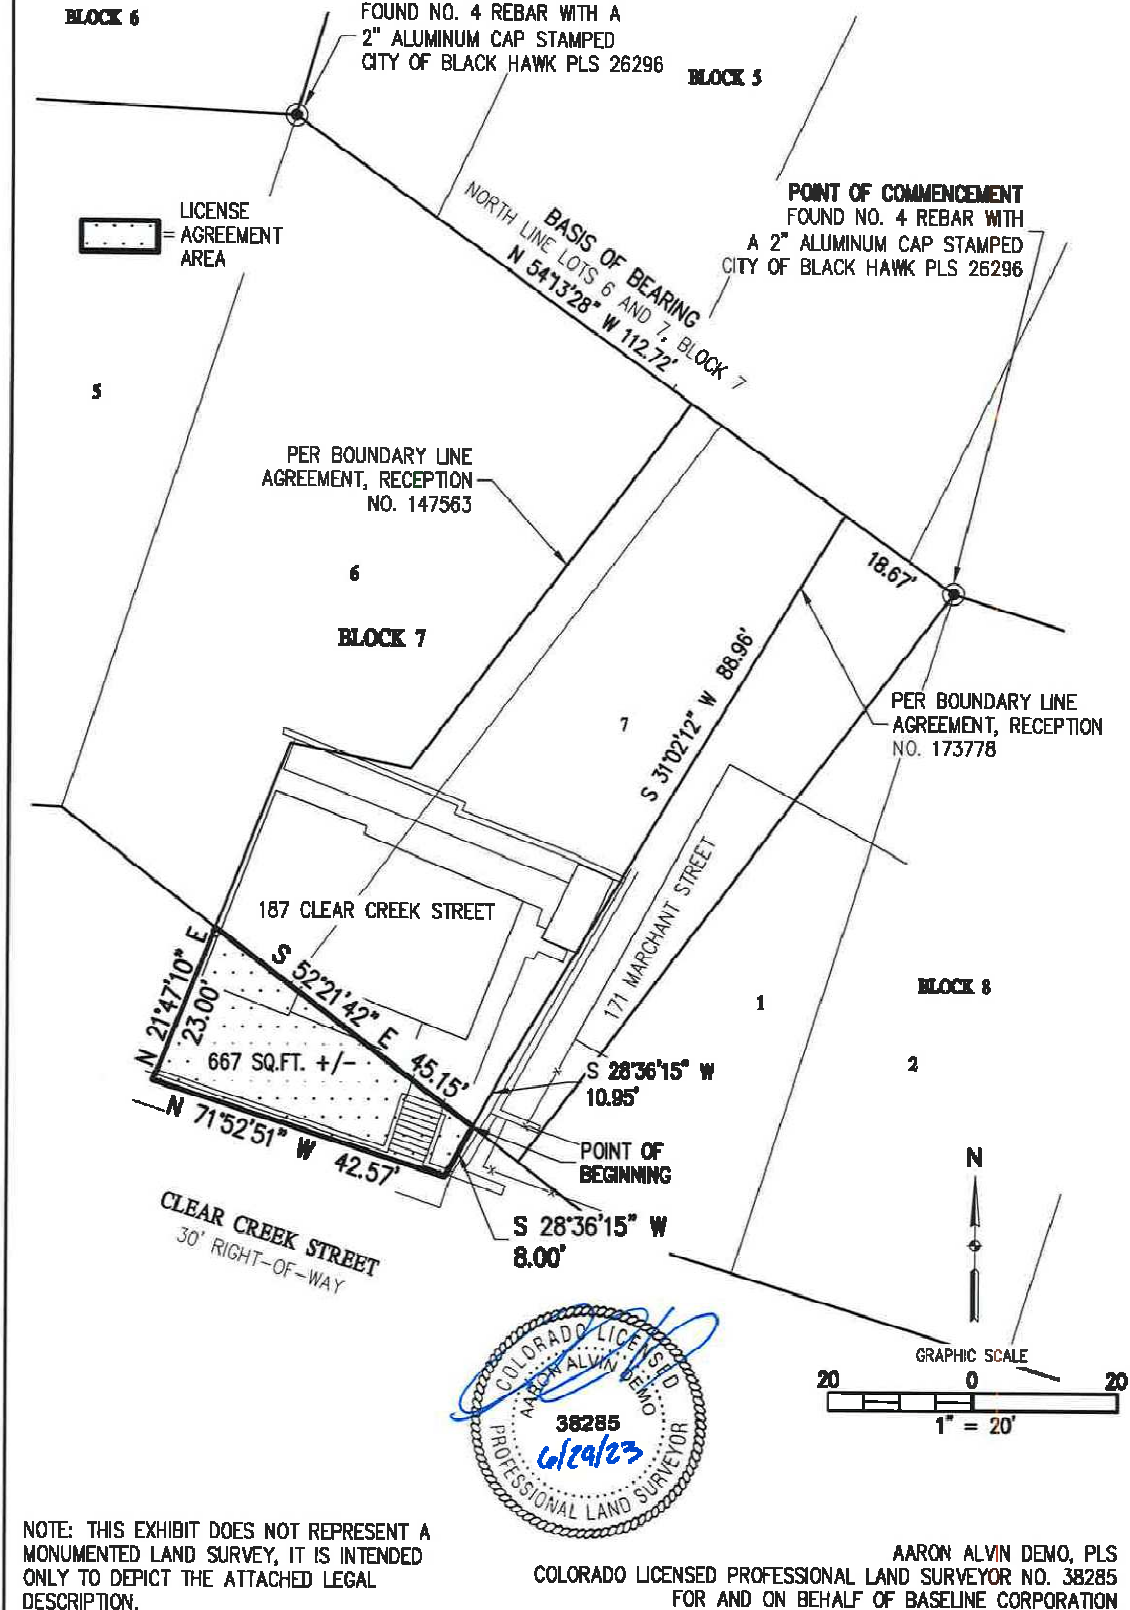 BLOCK 6
FOUND NO. 4 REBAR WITH A
2" ALUMINUM CAP STAMPED
CITY OF BLACK HAWK PLS 26296
BLOCK 5
POINT OF COMMENCEMENT
FOUND NO. 4 REBAR WITH
A 2" ALUMINUM CAP STAMPED
CITY OF BLACK HAWK PLS 26296
LICENSE
= AGREEMENT
AREA
BASIS OF BEARING
NORTH LINE LOTS 6 AND 7, BLOCK 7
N 54°13'28" W 112.72'
5
PER BOUNDARY LINE
AGREEMENT, RECEPTION
NO. 147563
6
BLOCK 7
18.67'
S 31°02'12" W 88.96'
7
PER BOUNDARY LINE
AGREEMENT, RECEPTION
NO. 173778
171 MARCHANT STREET
187 CLEAR CREEK STREET
N 21°47'10" E
23.00'
S 52°21'42" E 45.15'
667 SQ.FT. +/-
N 71°52'51" W 42.57'
S 28°36'15" W
10.95'
1
BLOCK 8
2
POINT OF
BEGINNING
S 28°36'15" W
8.00'
CLEAR CREEK STREET
30' RIGHT-OF-WAY
N
GRAPHIC SCALE
20 0 20
1" = 20'
COLORADO LICENSED
AARON ALVIN DEMO
38285
6/29/23
PROFESSIONAL LAND SURVEYOR
NOTE: THIS EXHIBIT DOES NOT REPRESENT A
MONUMENTED LAND SURVEY, IT IS INTENDED
ONLY TO DEPICT THE ATTACHED LEGAL
DESCRIPTION.
AARON ALVIN DEMO, PLS
COLORADO LICENSED PROFESSIONAL LAND SURVEYOR NO. 38285
FOR AND ON BEHALF OF BASELINE CORPORATION